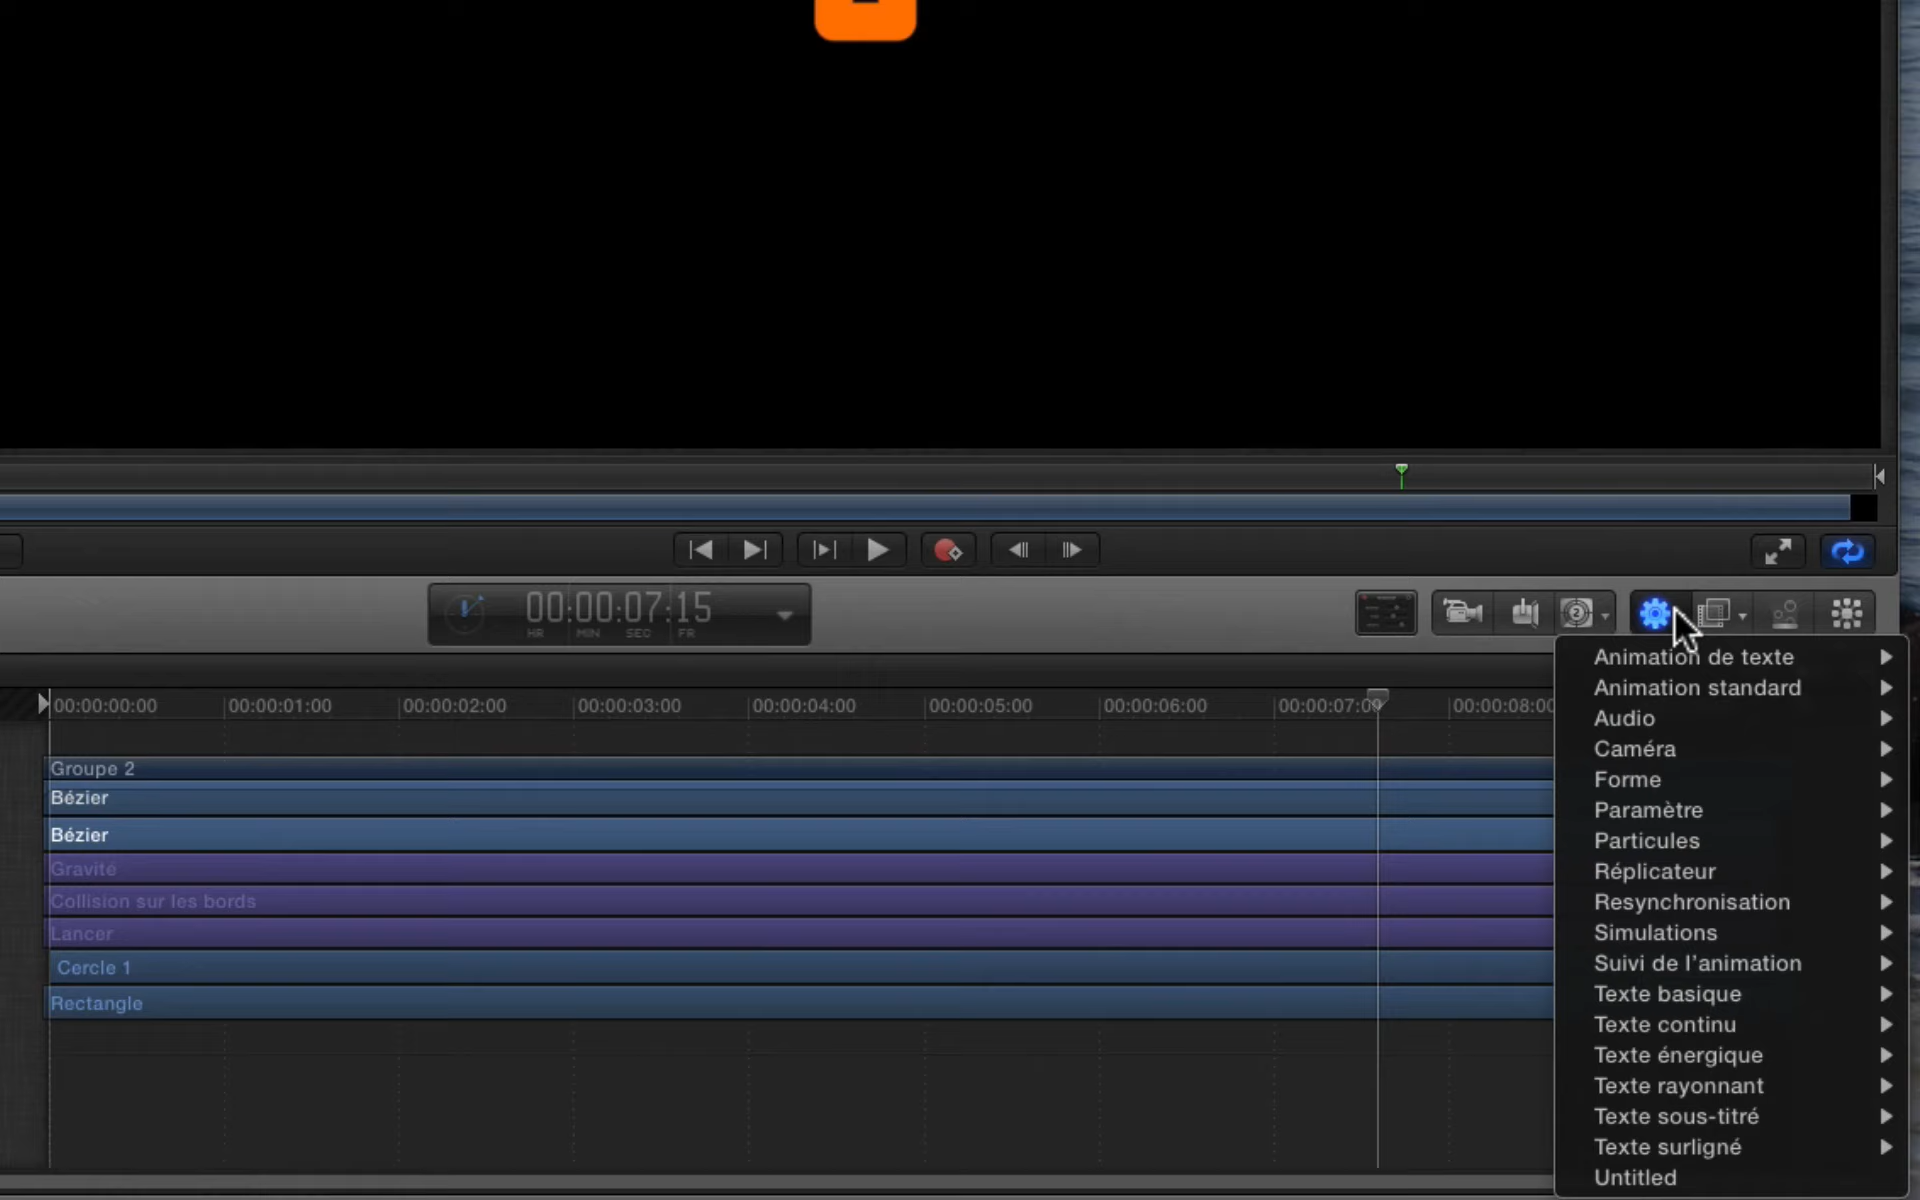 00:00:07:15
HR MIN SEC FR
2
00:00:00:00 00:00:01:00 00:00:02:00 00:00:03:00 00:00:04:00 00:00:05:00 00:00:06:00 00:00:07:00 00:00:08:00
Groupe 2
Bézier
Bézier
Gravité
Collision sur les bords
Lancer
Cercle 1
Rectangle
Animation de texte
Animation standard
Audio
Caméra
Forme
Paramètre
Particules
Réplicateur
Resynchronisation
Simulations
Suivi de l'animation
Texte basique
Texte continu
Texte énergique
Texte rayonnant
Texte sous-titré
Texte surligné
Untitled